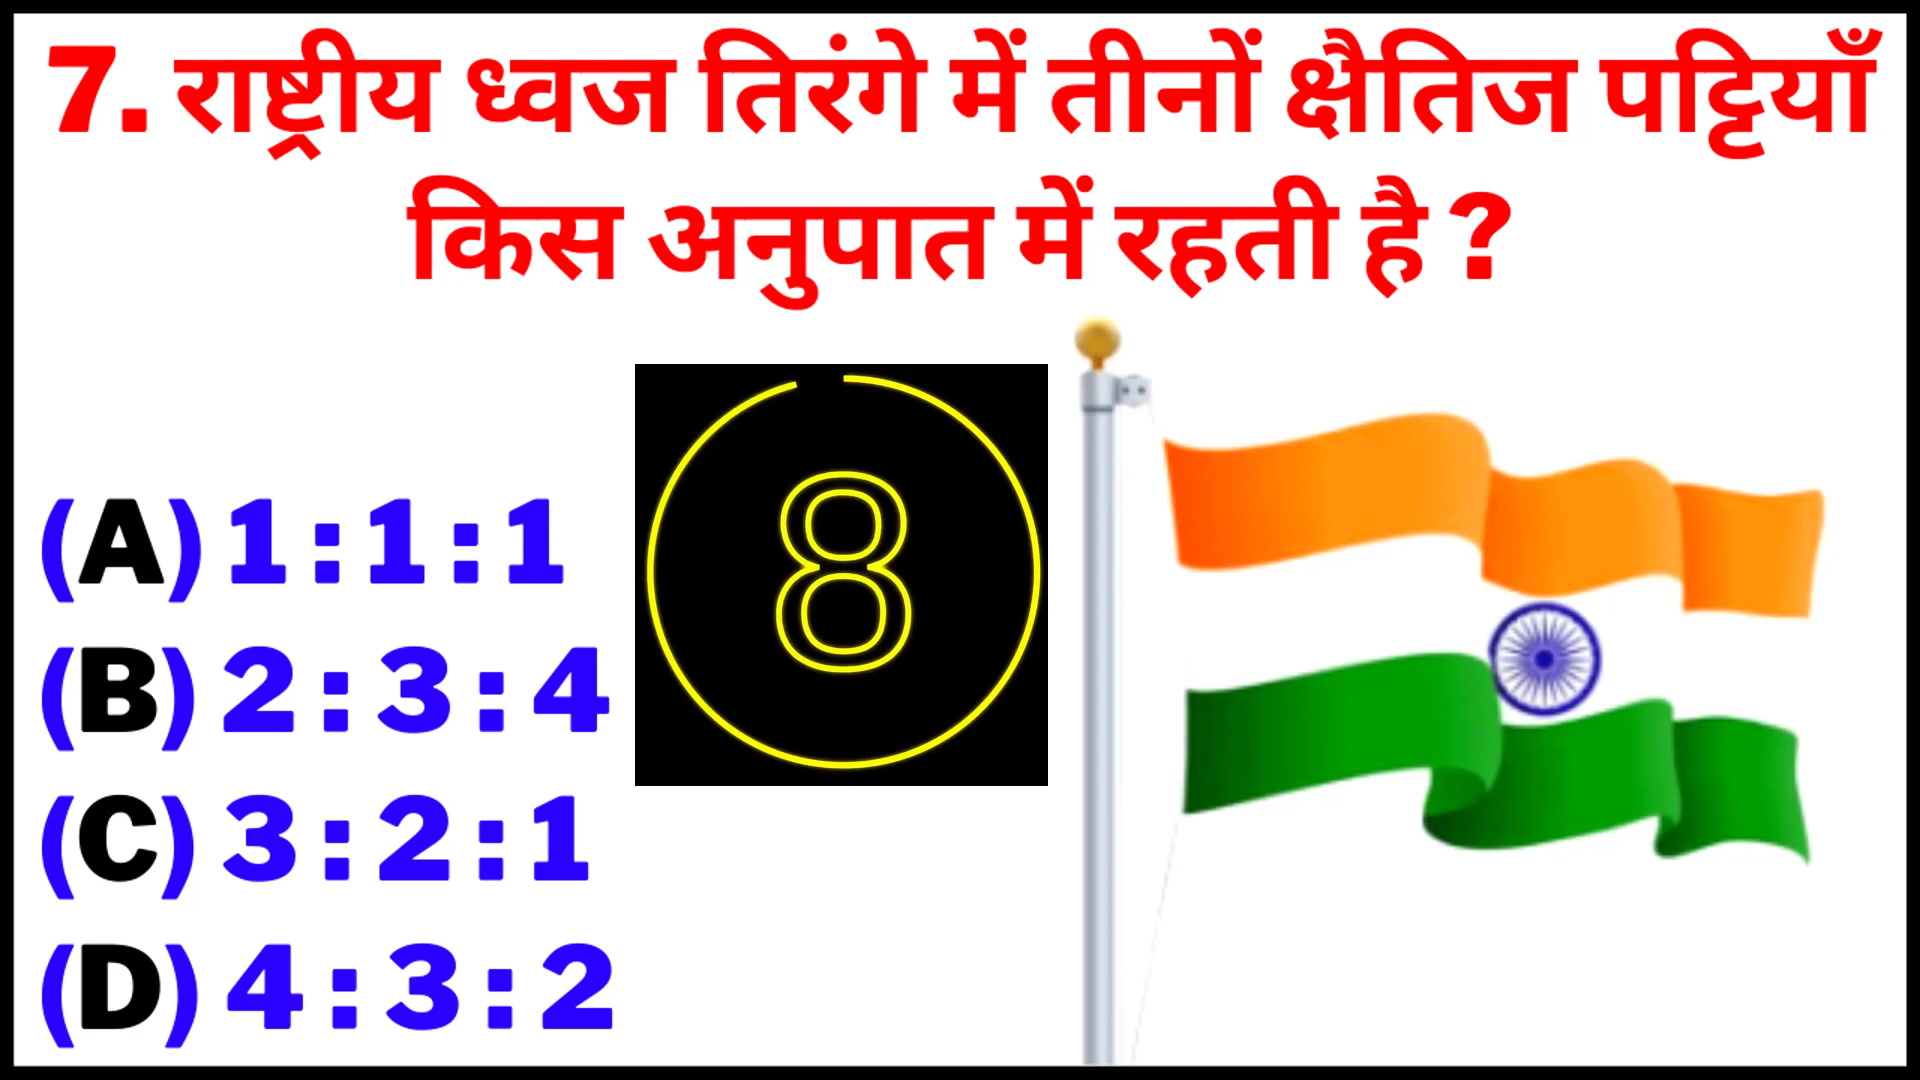 7. राष्ट्रीय ध्वज तिरंगे में तीनों क्षैतिज पट्टियाँ
किस अनुपात में रहती है ?
(A) 1 : 1 : 1
(B) 2 : 3 : 4
(C) 3 : 2 : 1
(D) 4 : 3 : 2
8